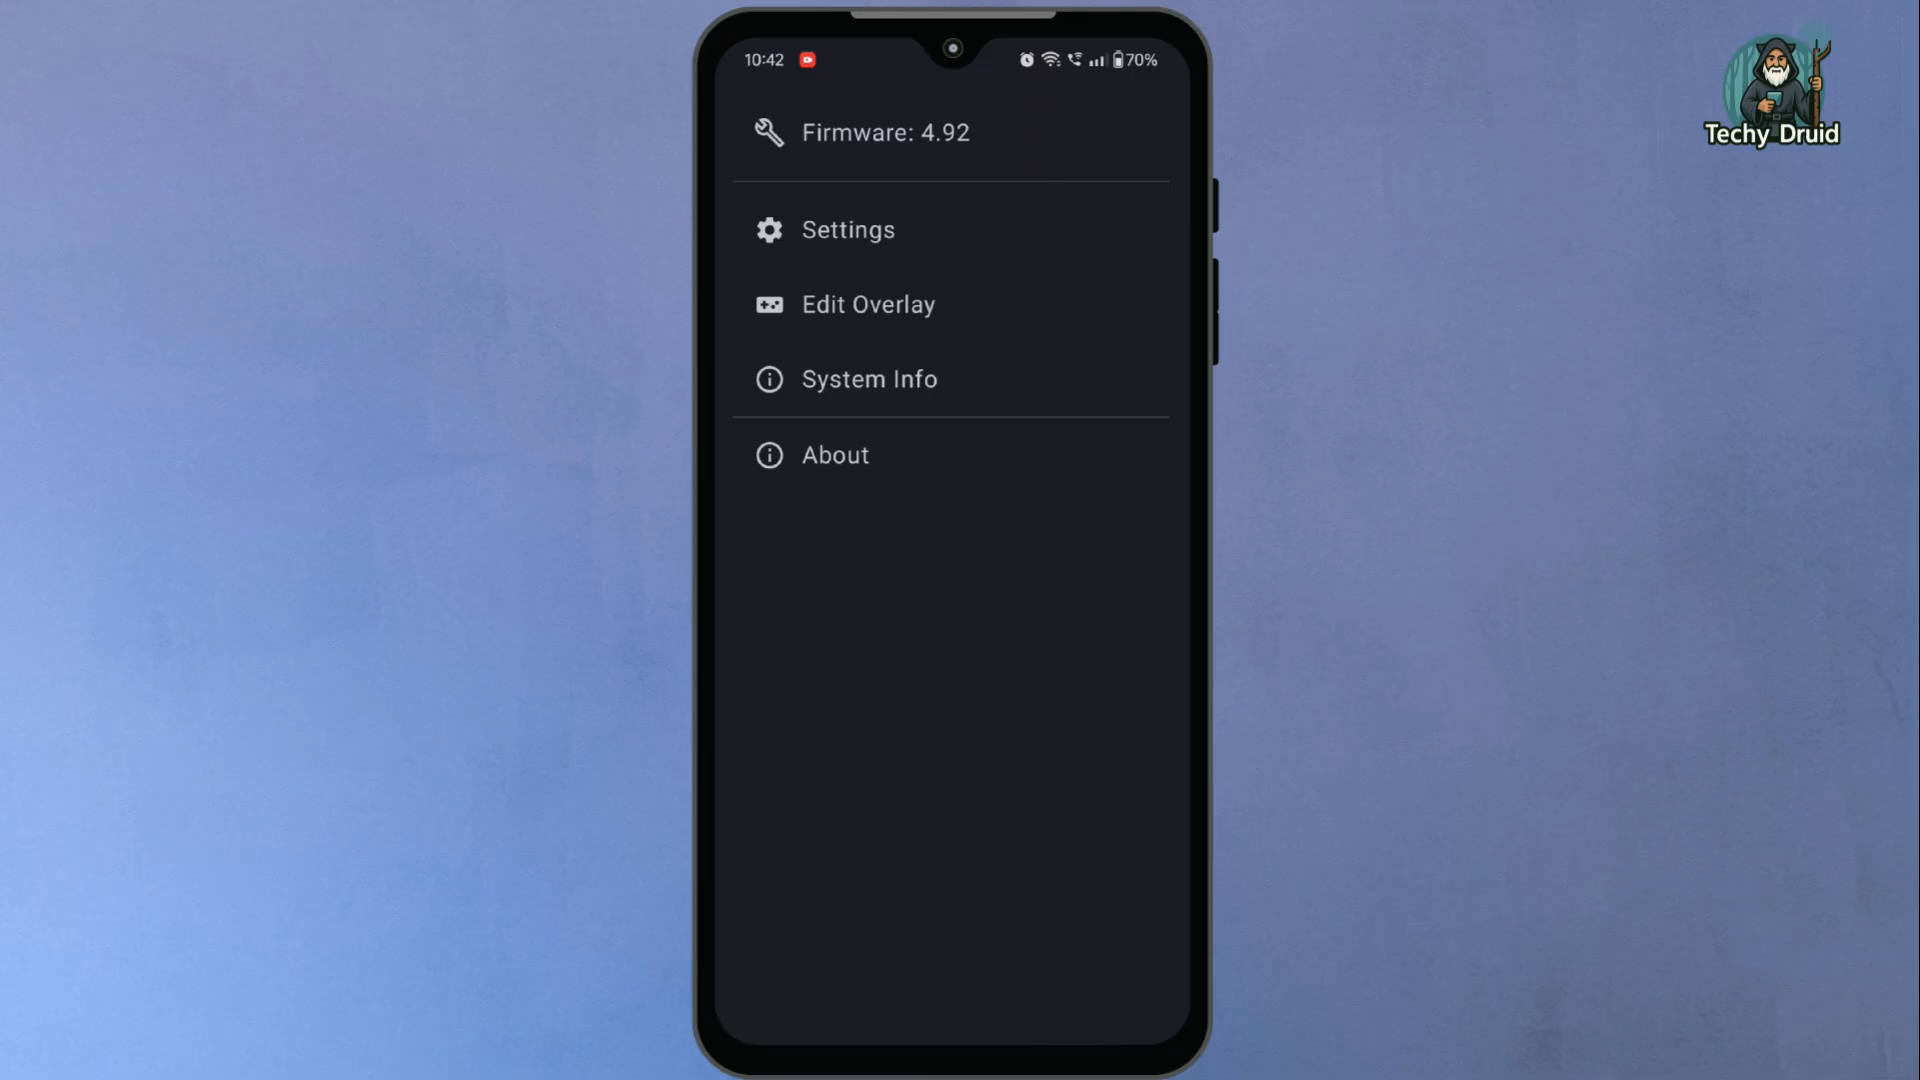 10:42
70%
Techy Druid
Firmware: 4.92
Settings
Edit Overlay
System Info
About